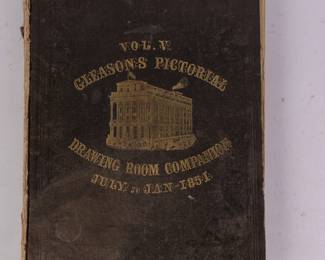 VOL. V.
GLEASON'S PICTORIAL
DRAWING ROOM COMPANION
JULY TO JAN-1854.